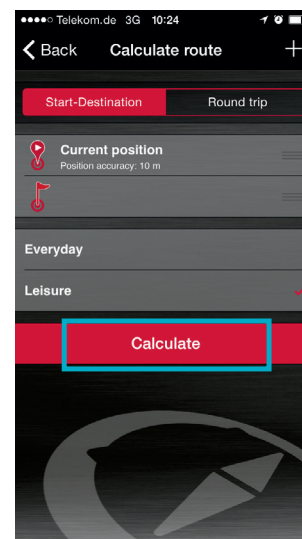 Telekom.de 3G 10:24
Back Calculate route +
Start-Destination Round trip
Current position
Position accuracy: 10 m
Everyday
Leisure
Calculate